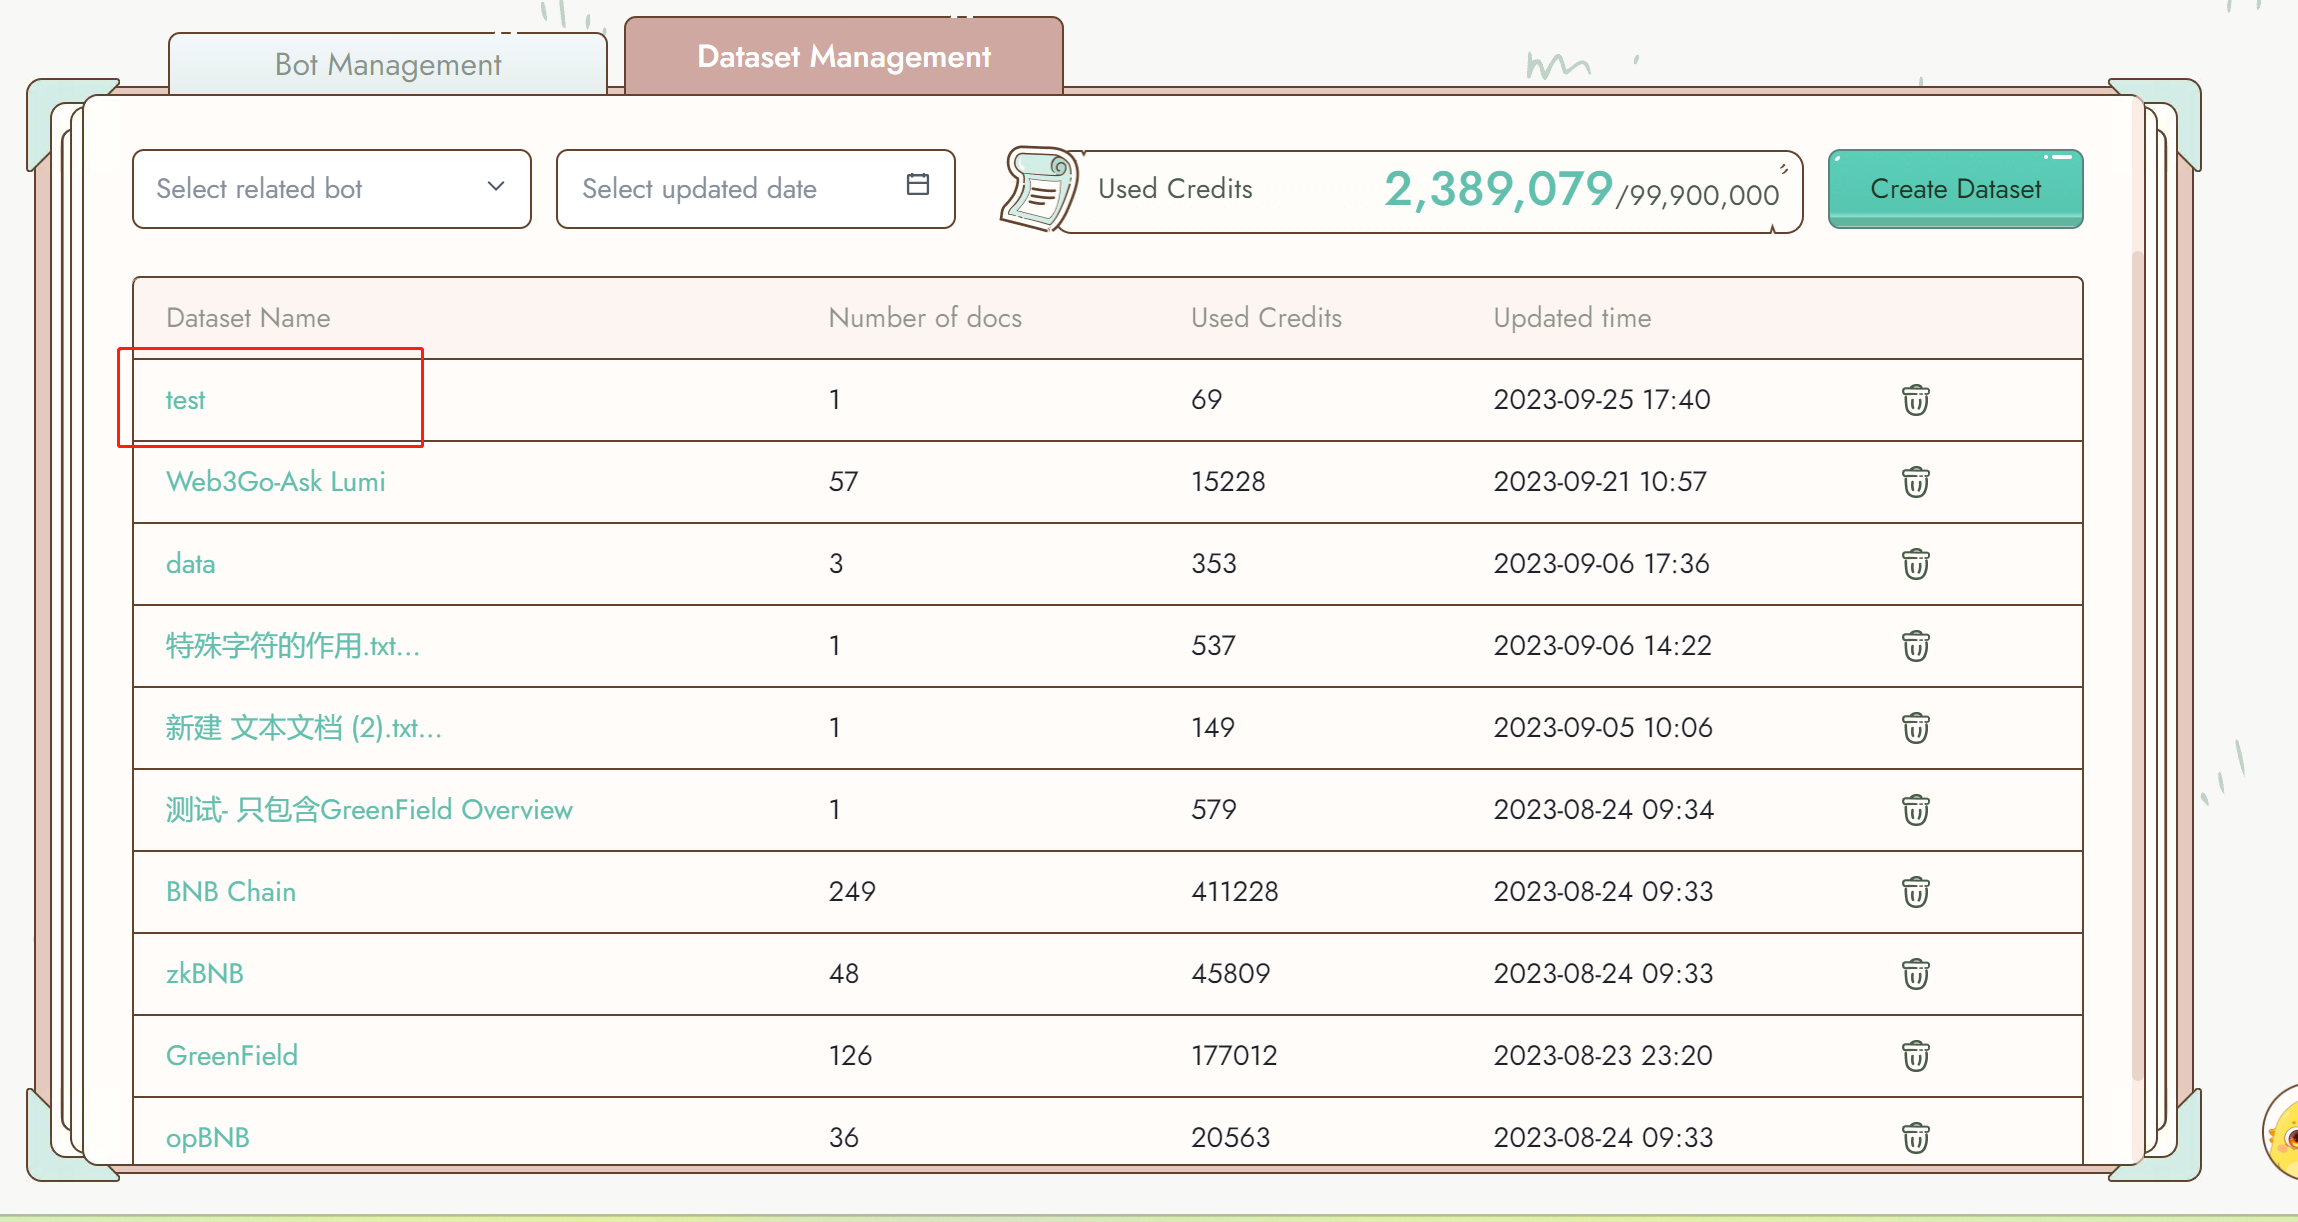 Bot Management
Dataset Management
Select related bot
Select updated date
Used Credits
2,389,079/99,900,000
Create Dataset
Dataset Name Number of docs Used Credits Updated time
test 1 69 2023-09-25 17:40
Web3Go-Ask Lumi 57 15228 2023-09-21 10:57
data 3 353 2023-09-06 17:36
特殊字符的作用.txt... 1 537 2023-09-06 14:22
新建 文本文档 (2).txt... 1 149 2023-09-05 10:06
测试- 只包含GreenField Overview 1 579 2023-08-24 09:34
BNB Chain 249 411228 2023-08-24 09:33
zkBNB 48 45809 2023-08-24 09:33
GreenField 126 177012 2023-08-23 23:20
opBNB 36 20563 2023-08-24 09:33